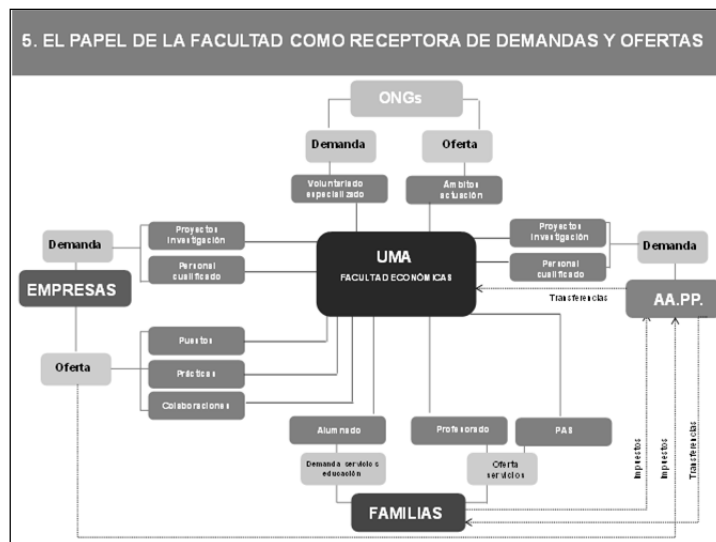 5. EL PAPEL DE LA FACULTAD COMO RECEPTORA DE DEMANDAS Y OFERTAS
ONGs
Demanda
Oferta
Voluntariado
especializado
Ámbitos
actuación
Proyectos
investigación
Demanda
Personal
cualificado
EMPRESAS
UMA
FACULTAD ECONÓMICAS
Proyectos
investigación
Demanda
Personal
cualificado
AA.PP.
Transferencias
Puestos
Oferta
Prácticas
Colaboraciones
Alumnado
Profesorado
PAS
Demanda servicios
educación
Oferta
servicios
FAMILIAS
Impuestos
Impuestos
Transferencias